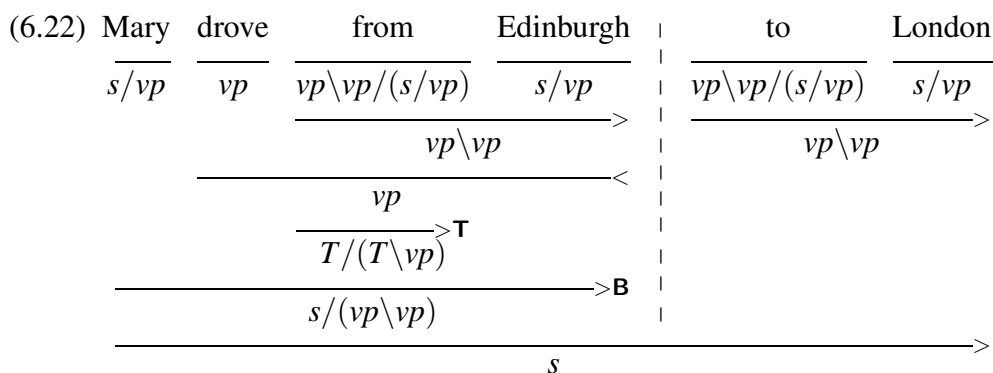 (6.22) Mary drove from Edinburgh to London
s/vp vp vp\vp/(s/vp) s/vp vp\vp/(s/vp) s/vp
> >
vp\vp vp\vp
<
vp
>T
T/(T\vp)
>B
s/(vp\vp)
>
s